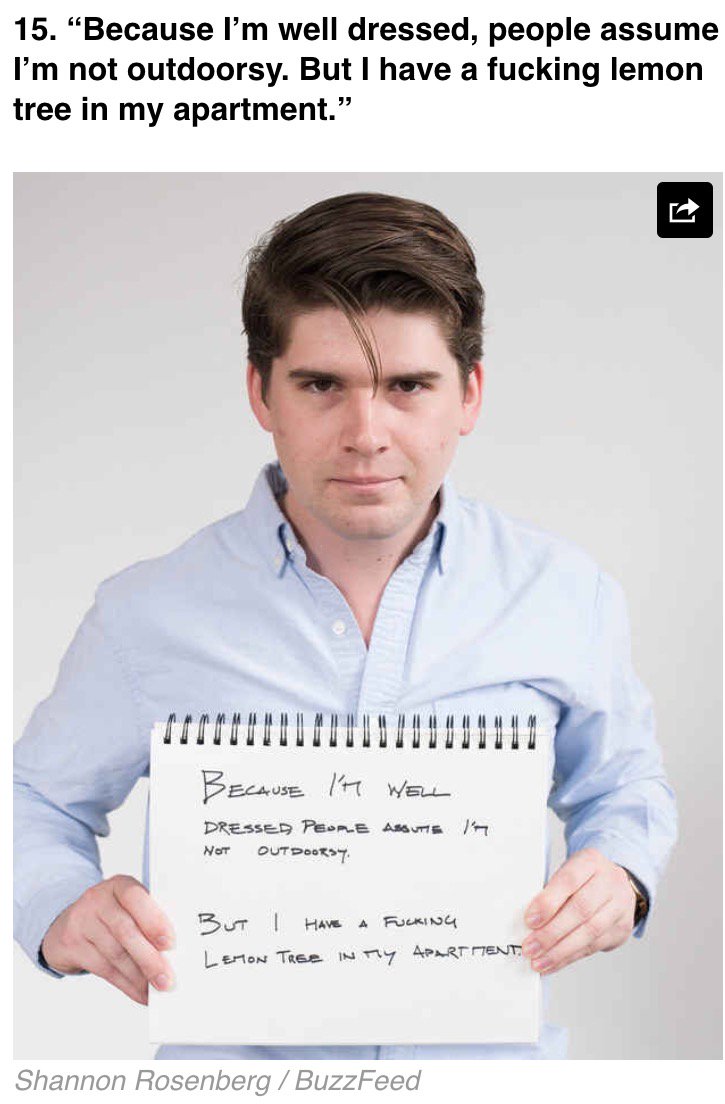 15. “Because I’m well dressed, people assume
I’m not outdoorsy. But I have a fucking lemon
tree in my apartment.”
BECAUSE I'M WELL
DRESSED PEOPLE ASSUME I'M
NOT OUTDOORSY.
BUT I HAVE A FUCKING
LEMON TREE IN MY APARTMENT.
Shannon Rosenberg / BuzzFeed